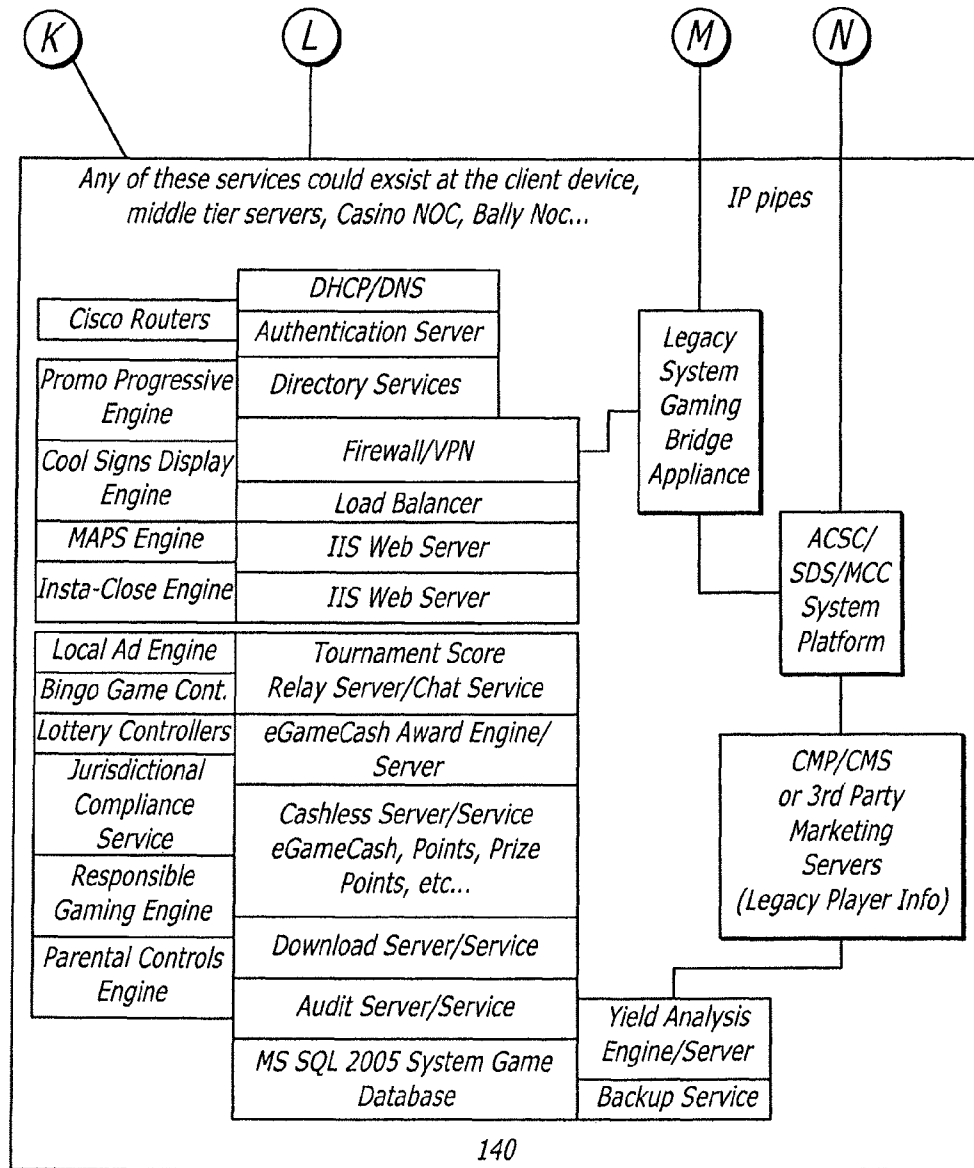 K
L
M
N
Any of these services could exsist at the client device,
middle tier servers, Casino NOC, Bally Noc...
IP pipes
Cisco Routers
Promo Progressive
Engine
Cool Signs Display
Engine
MAPS Engine
Insta-Close Engine
DHCP/DNS
Authentication Server
Directory Services
Firewall/VPN
Load Balancer
IIS Web Server
IIS Web Server
Legacy
System
Gaming
Bridge
Appliance
ACSC/
SDS/MCC
System
Platform
Local Ad Engine
Bingo Game Cont.
Lottery Controllers
Jurisdictional
Compliance
Service
Responsible
Gaming Engine
Parental Controls
Engine
Tournament Score
Relay Server/Chat Service
eGameCash Award Engine/
Server
Cashless Server/Service
eGameCash, Points, Prize
Points, etc...
Download Server/Service
Audit Server/Service
MS SQL 2005 System Game
Database
CMP/CMS
or 3rd Party
Marketing
Servers
(Legacy Player Info)
Yield Analysis
Engine/Server
Backup Service
140